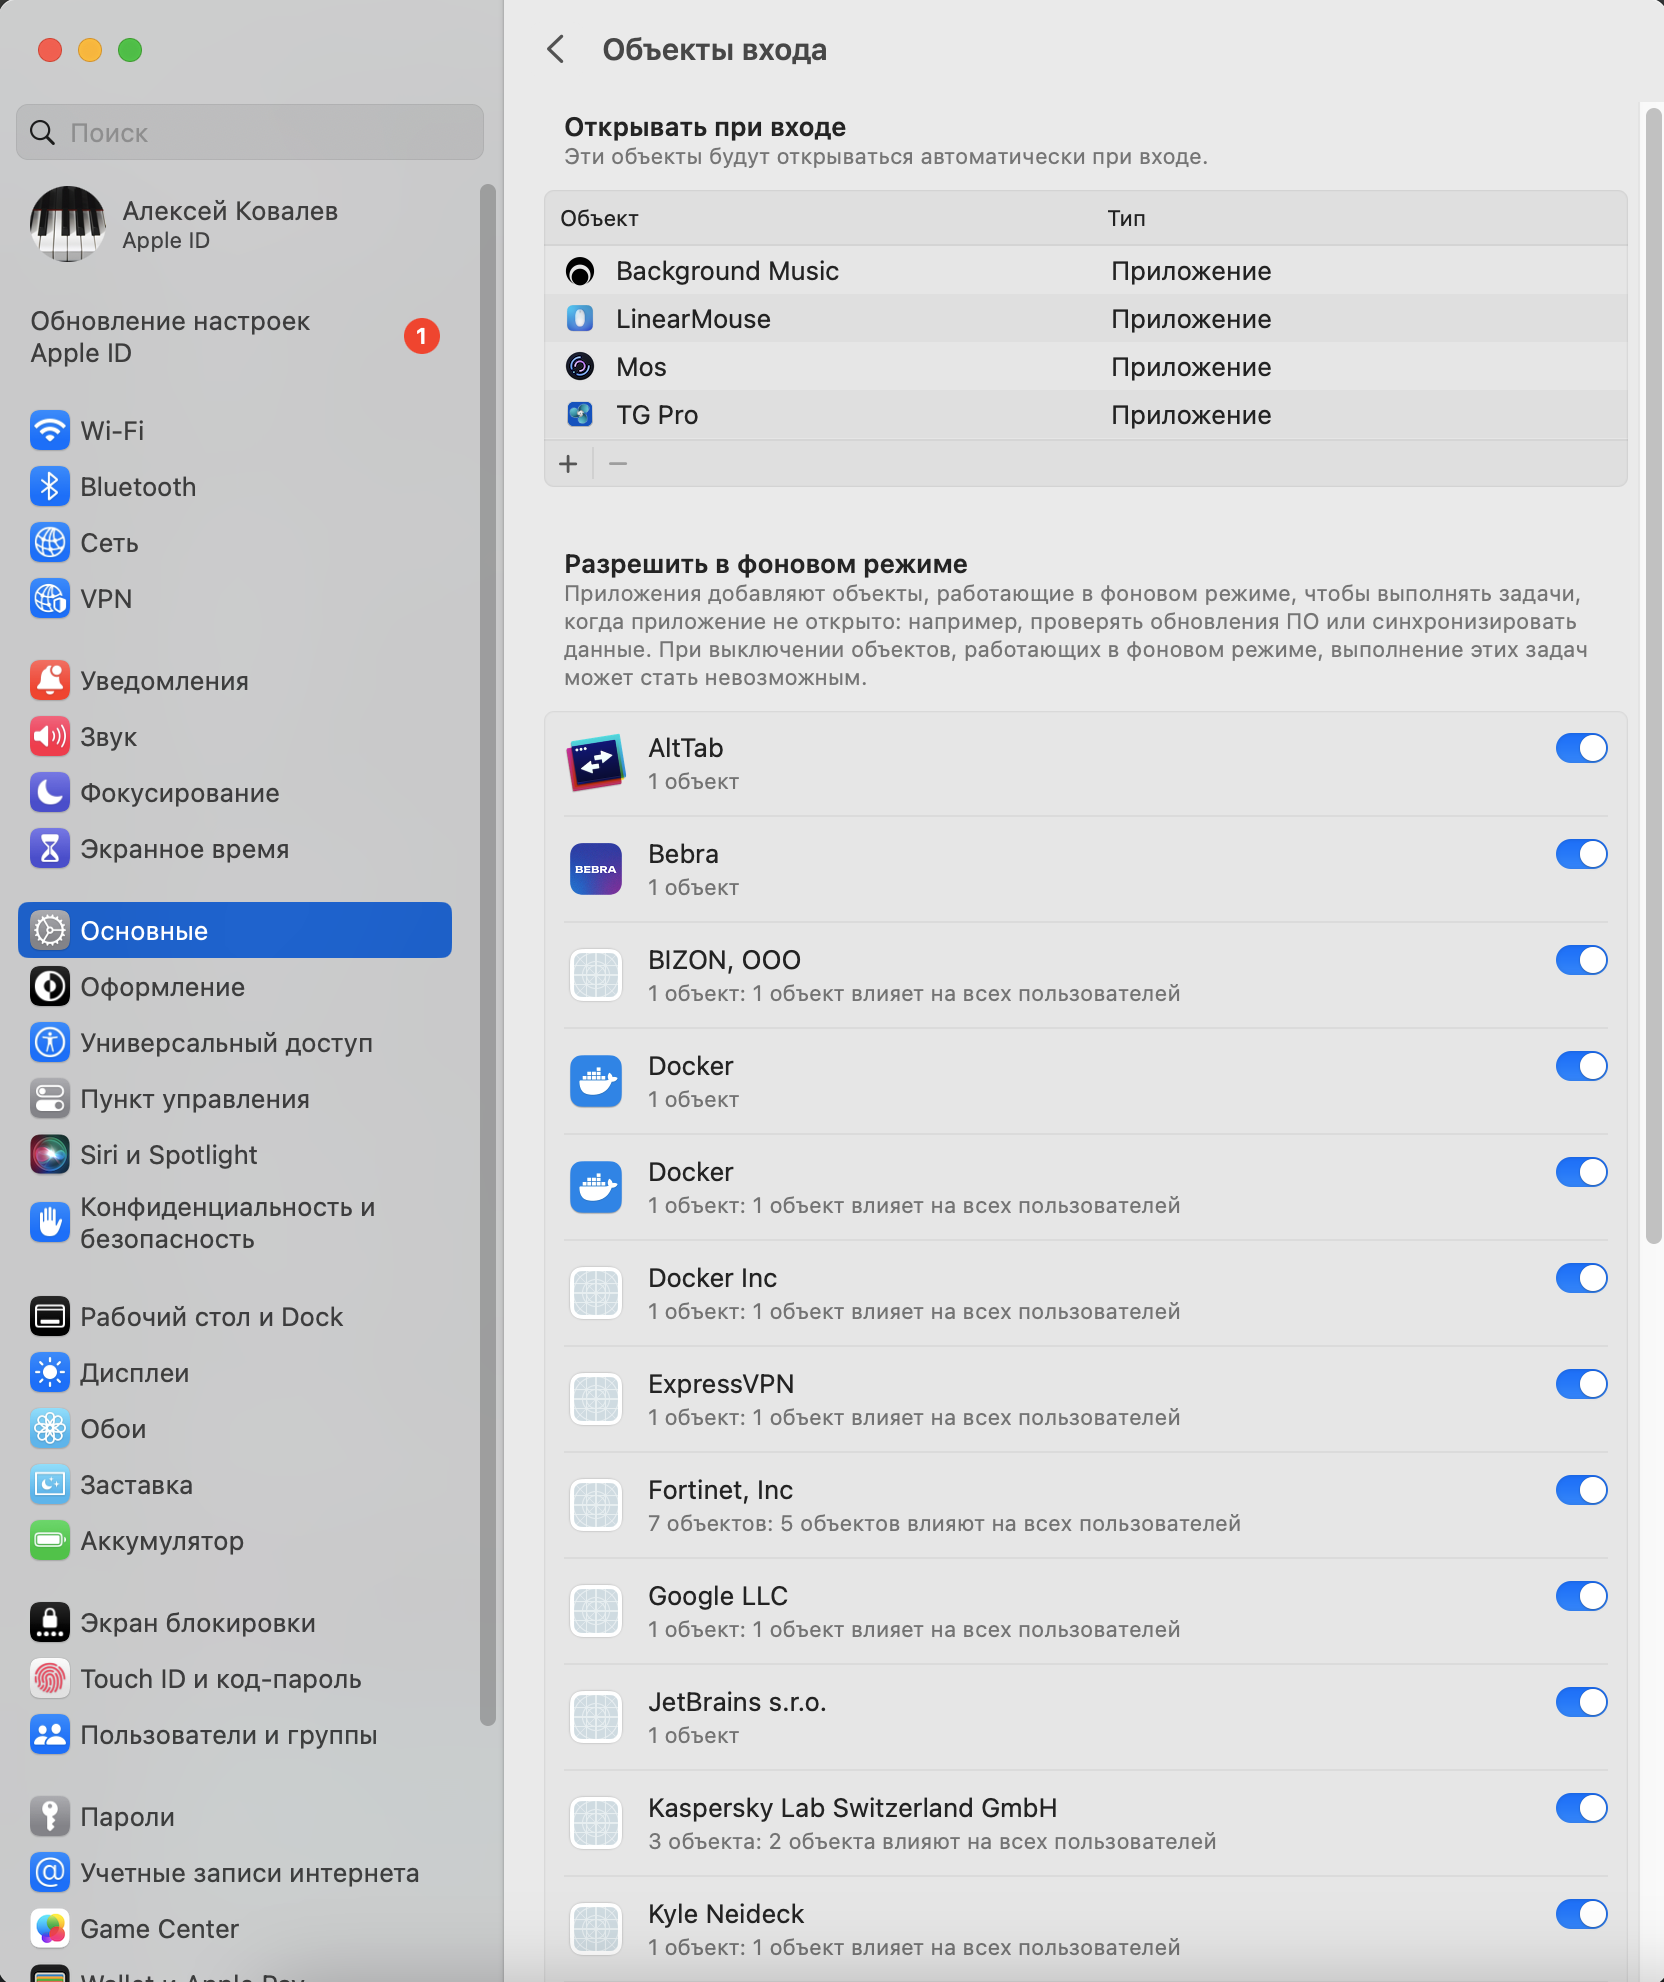 Поиск
Алексей Ковалев
Apple ID
Обновление настроек
Apple ID
1
Wi-Fi
Bluetooth
Сеть
VPN
Уведомления
Звук
Фокусирование
Экранное время
Основные
Оформление
Универсальный доступ
Пункт управления
Siri и Spotlight
Конфиденциальность и
безопасность
Рабочий стол и Dock
Дисплеи
Обои
Заставка
Аккумулятор
Экран блокировки
Touch ID и код-пароль
Пользователи и группы
Пароли
Учетные записи интернета
Game Center
Wallet и Apple Pay
Объекты входа
Открывать при входе
Эти объекты будут открываться автоматически при входе.
Объект Тип
Background Music Приложение
LinearMouse Приложение
Mos Приложение
TG Pro Приложение
Разрешить в фоновом режиме
Приложения добавляют объекты, работающие в фоновом режиме, чтобы выполнять задачи,
когда приложение не открыто: например, проверять обновления ПО или синхронизировать
данные. При выключении объектов, работающих в фоновом режиме, выполнение этих задач
может стать невозможным.
AltTab
1 объект
BEBRA
Bebra
1 объект
BIZON, OOO
1 объект: 1 объект влияет на всех пользователей
Docker
1 объект
Docker
1 объект: 1 объект влияет на всех пользователей
Docker Inc
1 объект: 1 объект влияет на всех пользователей
ExpressVPN
1 объект: 1 объект влияет на всех пользователей
Fortinet, Inc
7 объектов: 5 объектов влияют на всех пользователей
Google LLC
1 объект: 1 объект влияет на всех пользователей
JetBrains s.r.o.
1 объект
Kaspersky Lab Switzerland GmbH
3 объекта: 2 объекта влияют на всех пользователей
Kyle Neideck
1 объект: 1 объект влияет на всех пользователей